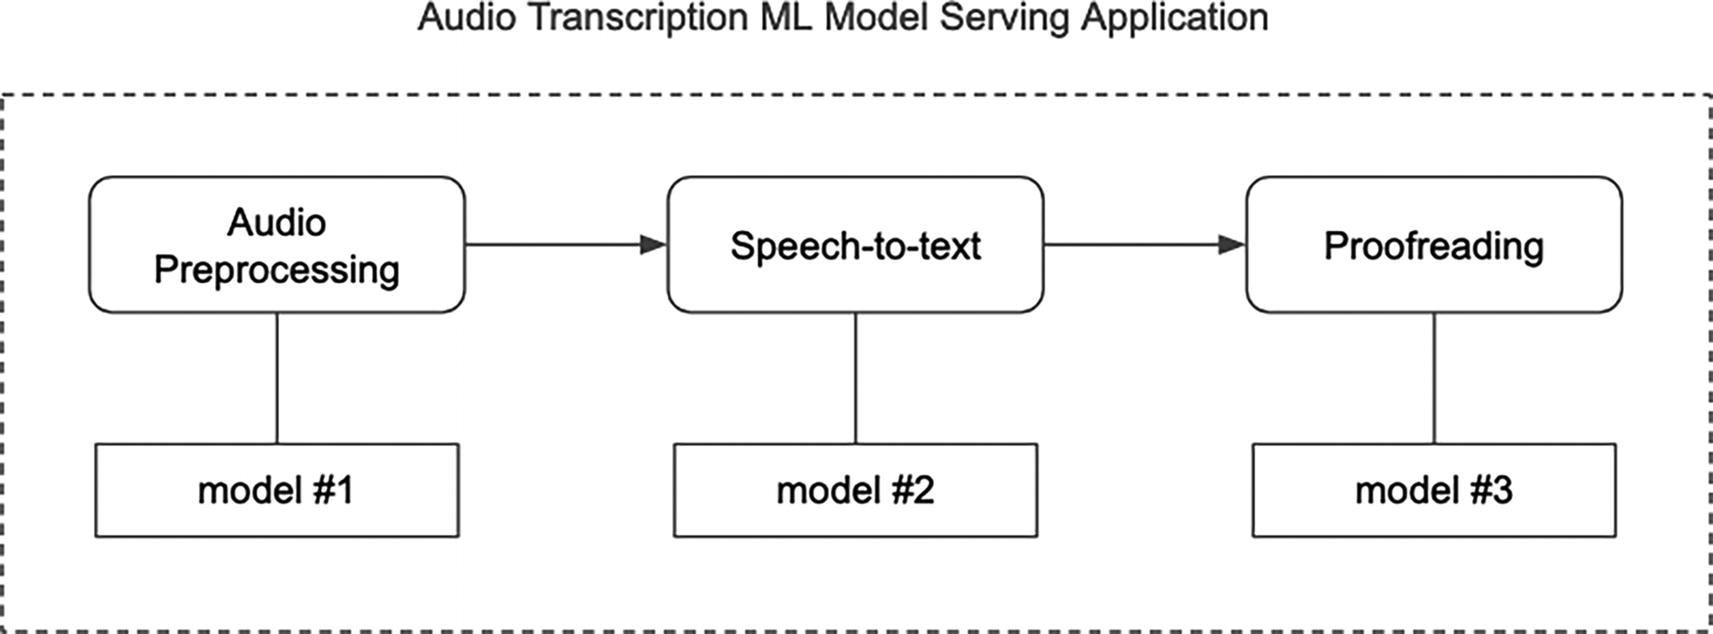 Audio Transcription ML Model Serving Application
Audio
Preprocessing
Speech-to-text
Proofreading
model #1
model #2
model #3